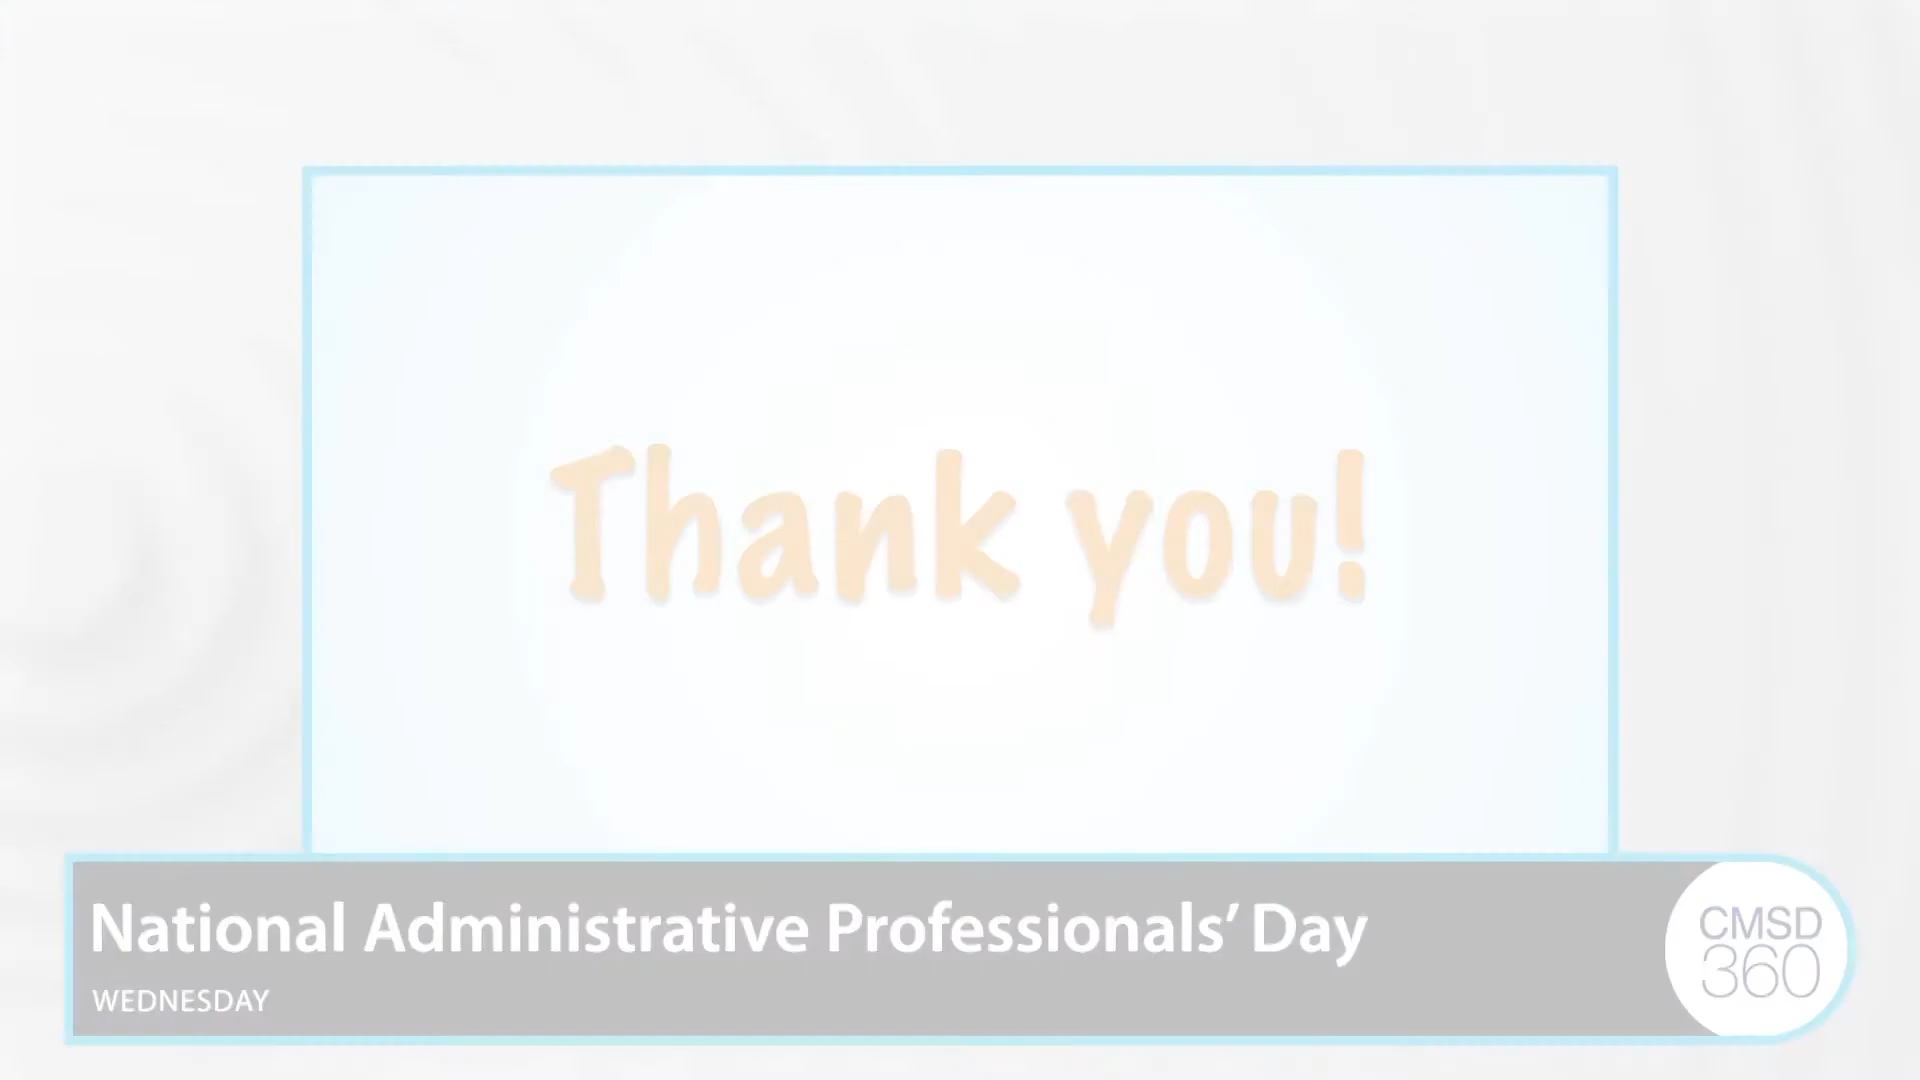 Thank you!
National Administrative Professionals’ Day
WEDNESDAY
CMSD
360